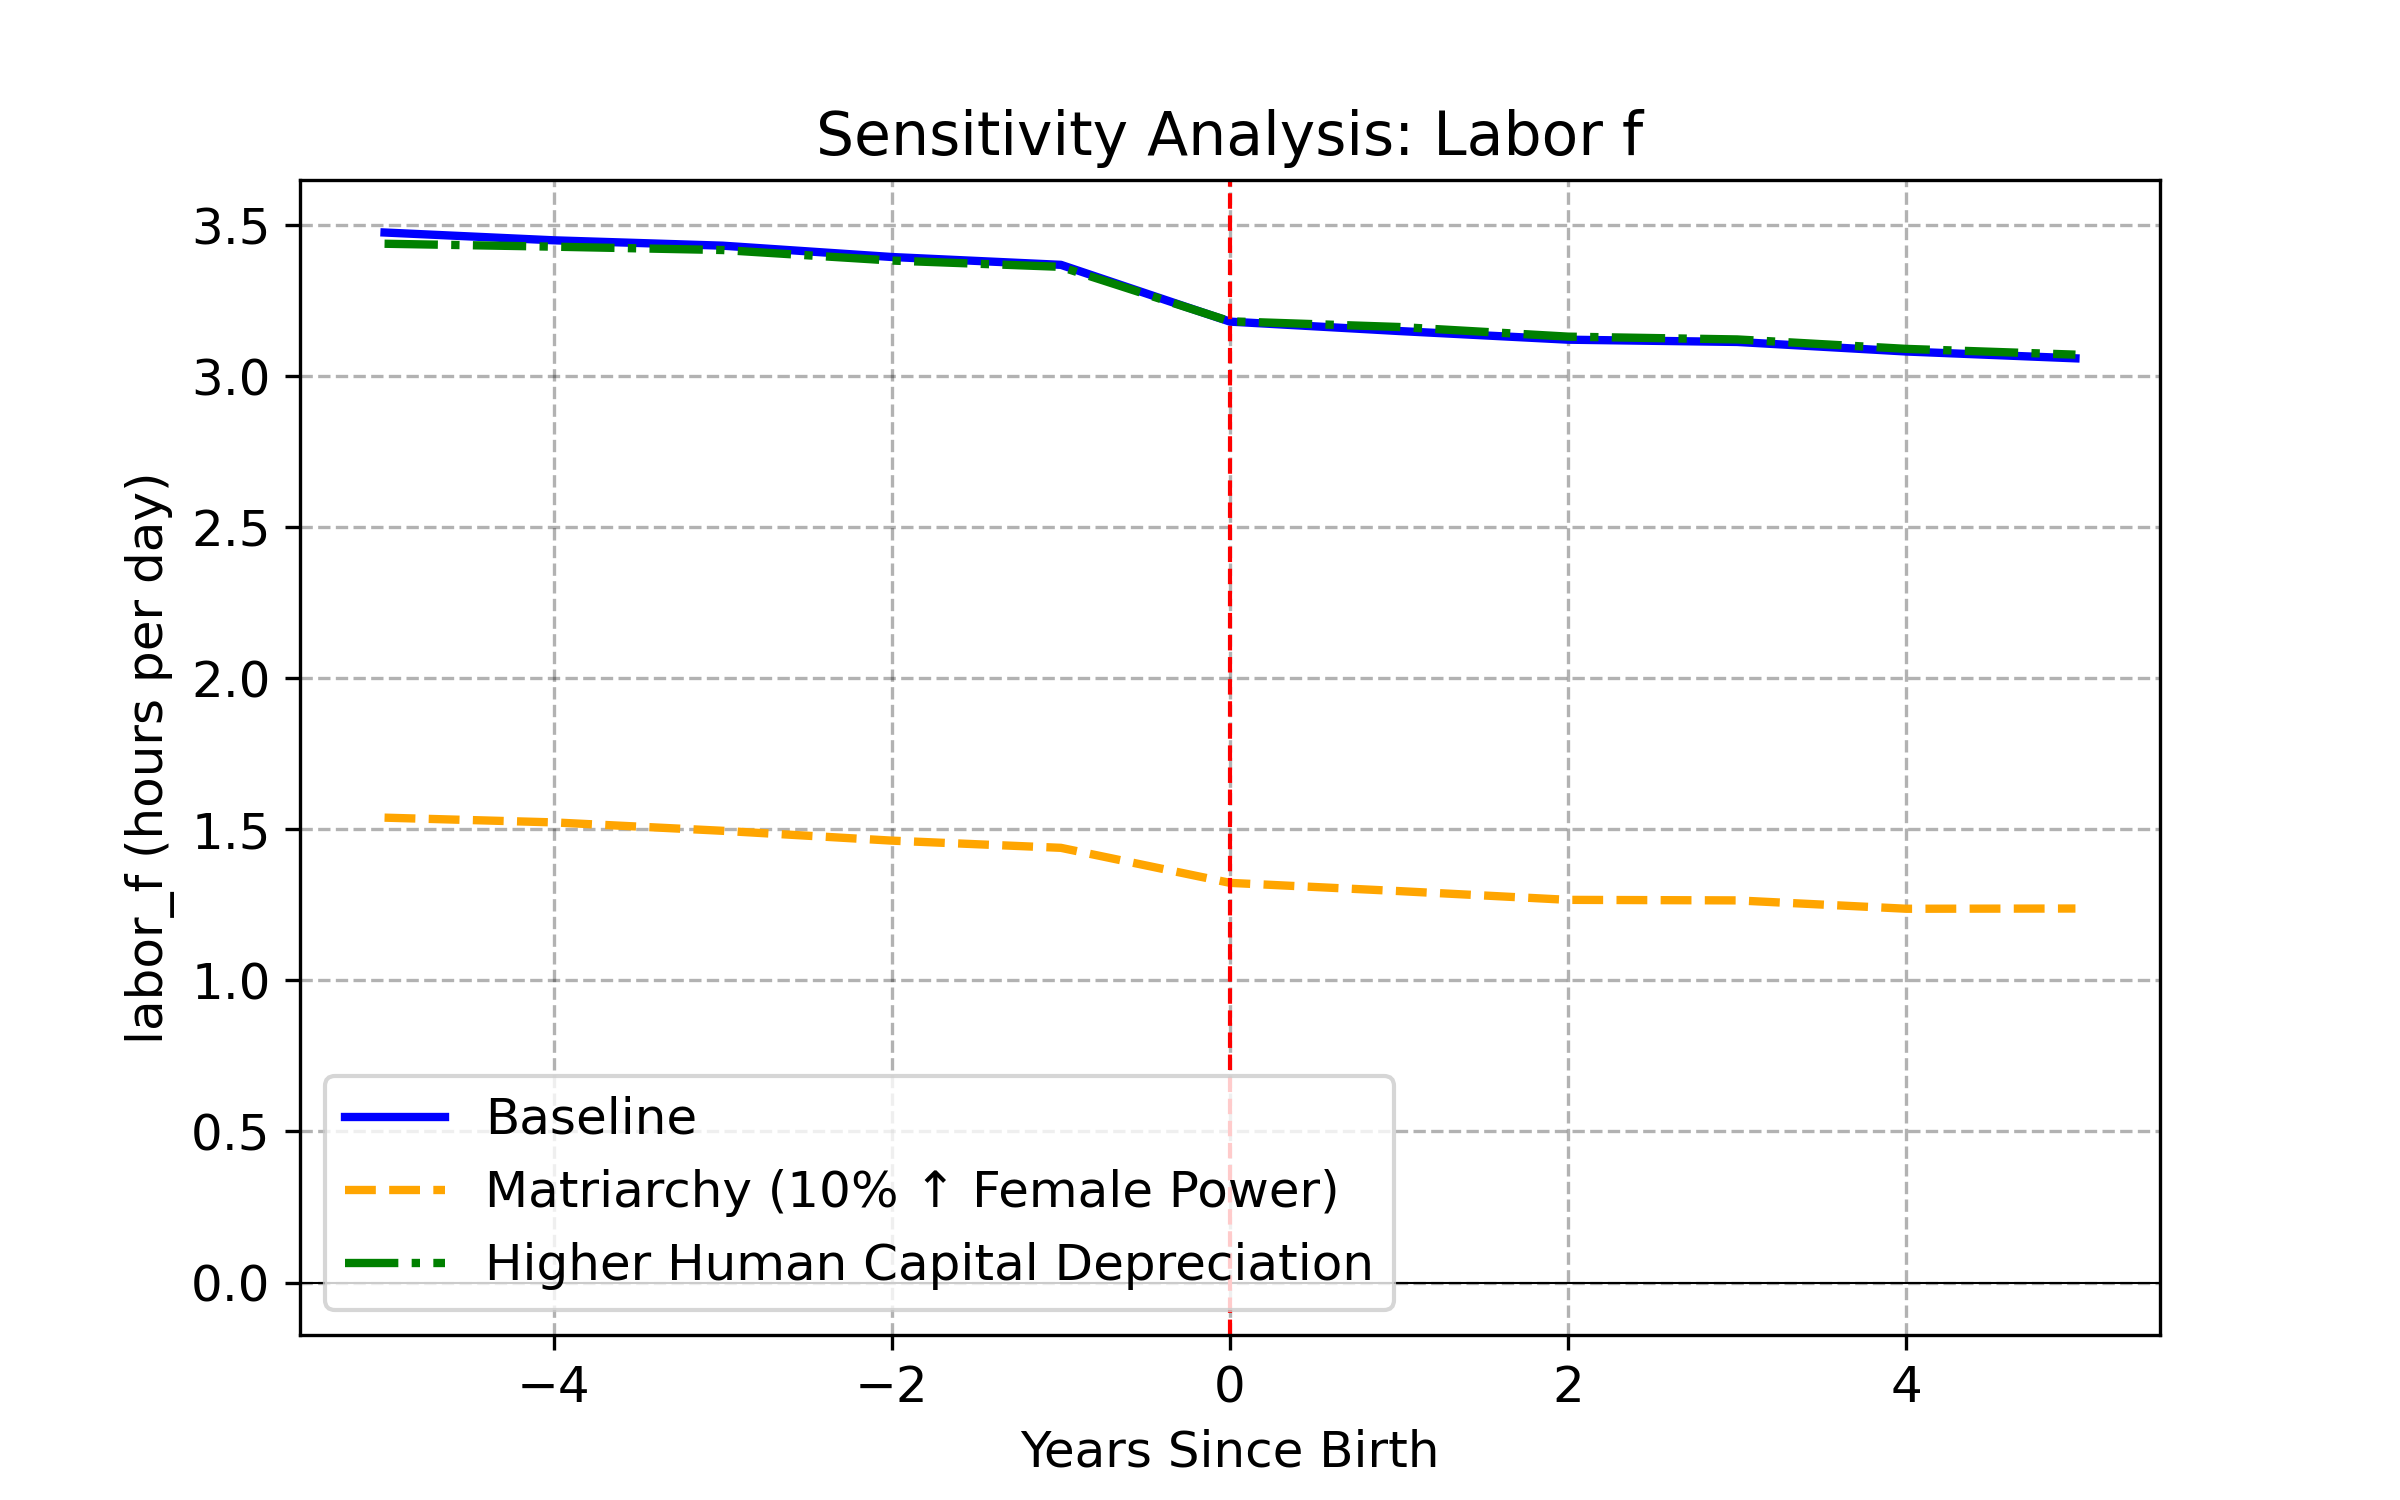 Sensitivity Analysis: Labor f
labor_f (hours per day)
3.5
3.0
2.5
2.0
1.5
1.0
0.5
0.0
Baseline
Matriarchy (10% ↑ Female Power)
Higher Human Capital Depreciation
−4 −2 0 2 4
Years Since Birth